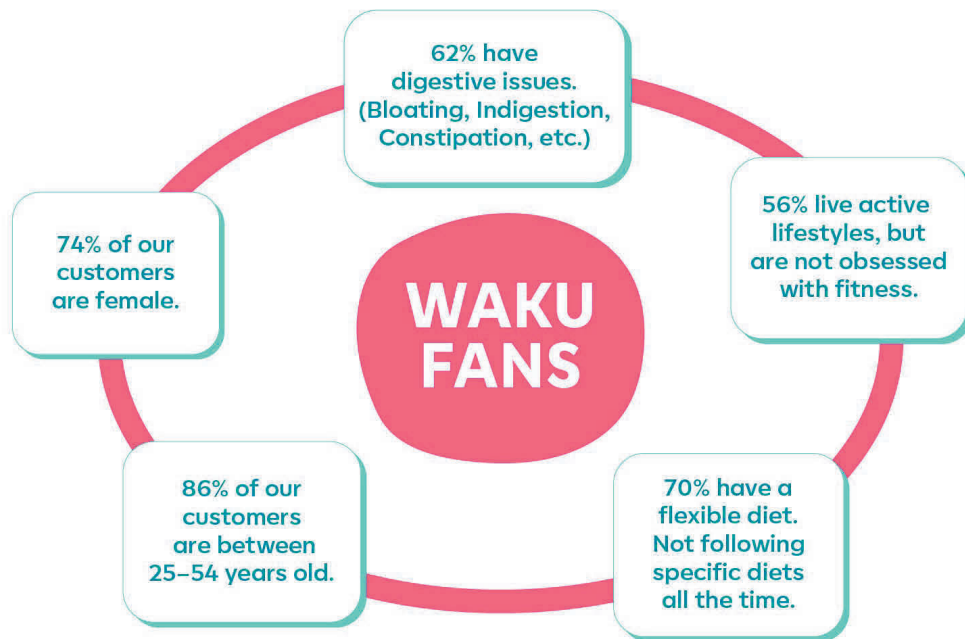 62% have
digestive issues.
(Bloating, Indigestion,
Constipation, etc.)
56% live active
lifestyles, but
are not obsessed
with fitness.
74% of our
customers
are female.
WAKU
FANS
86% of our
customers
are between
25–54 years old.
70% have a
flexible diet.
Not following
specific diets
all the time.